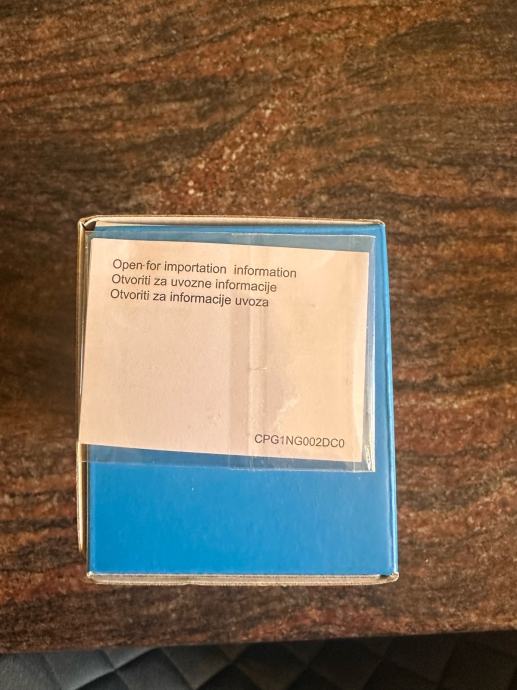 Open for importation information
Otvoriti za uvozne informacije
Otvoriti za informacije uvoza
CPG1NG002DC0